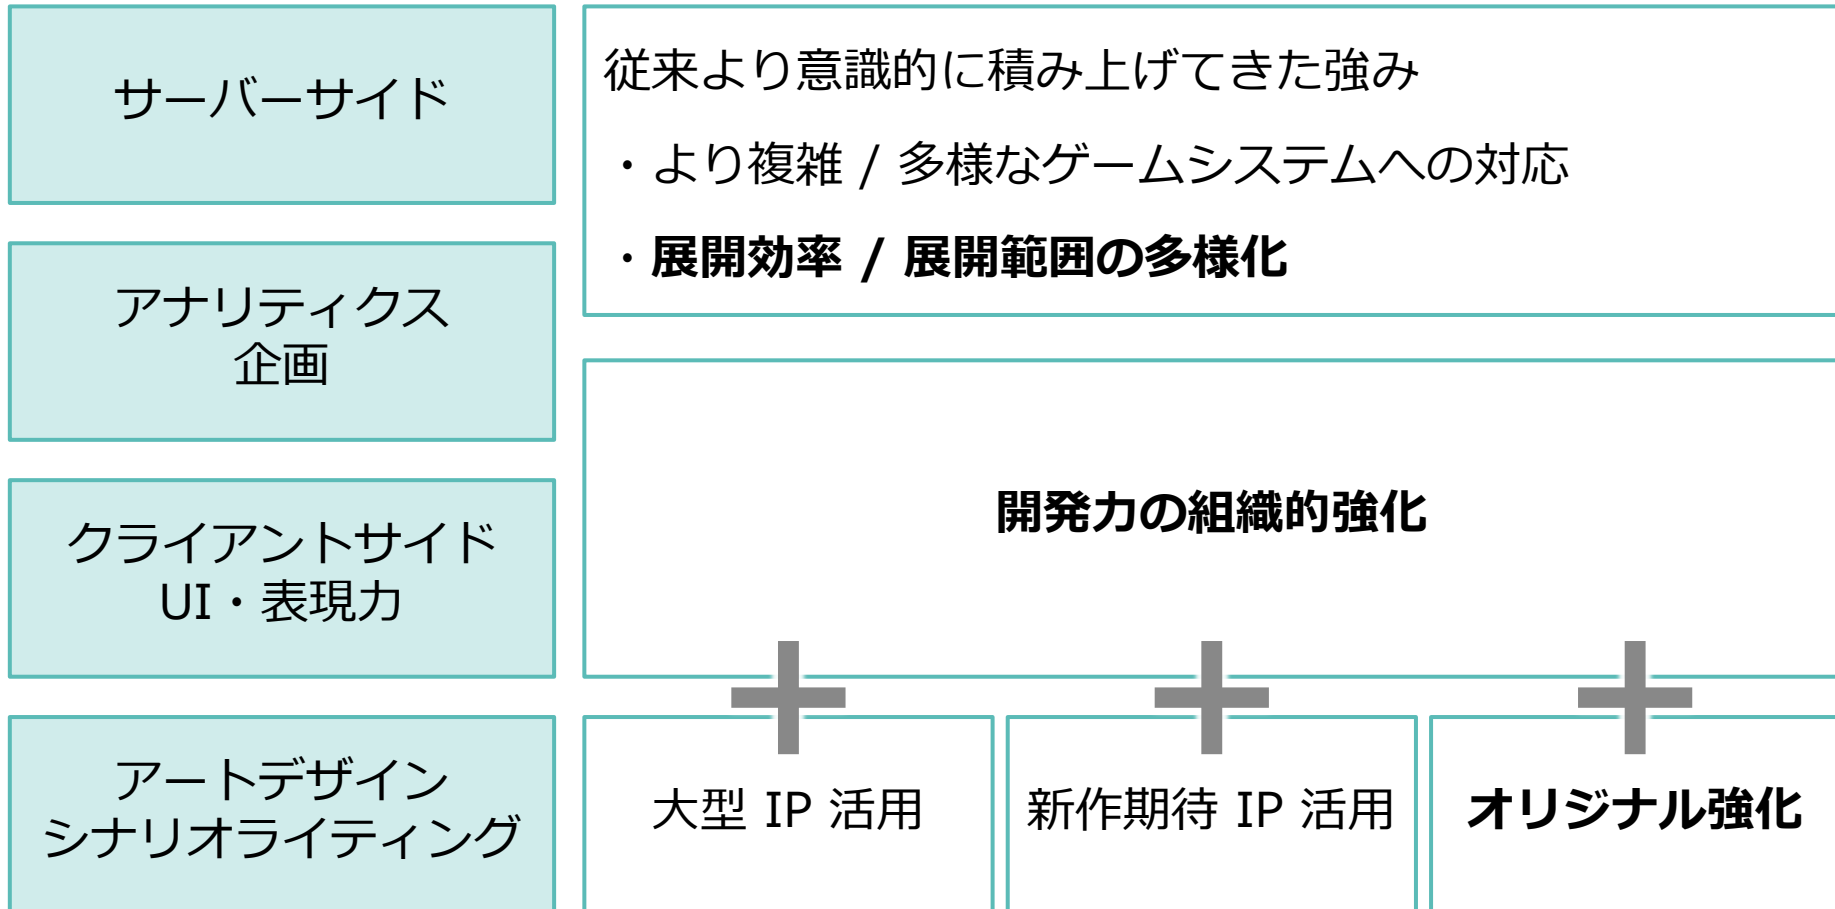 サーバーサイド
従来より意識的に積み上げてきた強み
・より複雑 / 多様なゲームシステムへの対応
・展開効率 / 展開範囲の多様化
アナリティクス
企画
クライアントサイド
UI・表現力
開発力の組織的強化
アートデザイン
シナリオライティング
大型 IP 活用
新作期待 IP 活用
オリジナル強化